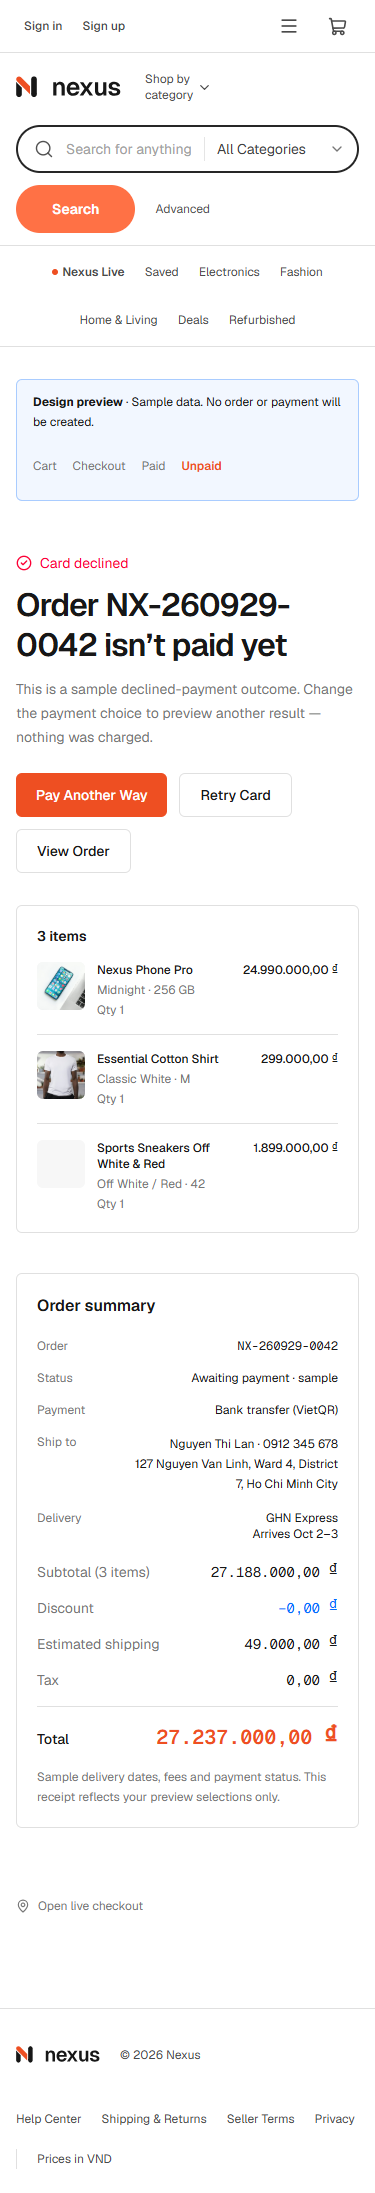 Sign in Sign up
nexus
Shop by
category
Search for anything All Categories
Search Advanced
Nexus Live Saved Electronics Fashion
Home & Living Deals Refurbished
Design preview · Sample data. No order or payment will
be created.
Cart Checkout Paid Unpaid
Card declined
Order NX-260929-
0042 isn’t paid yet
This is a sample declined-payment outcome. Change
the payment choice to preview another result —
nothing was charged.
Pay Another Way Retry Card
View Order
3 items
Nexus Phone Pro 24.990.000,00 ₫
Midnight · 256 GB
Qty 1
Essential Cotton Shirt 299.000,00 ₫
Classic White · M
Qty 1
Sports Sneakers Off 1.899.000,00 ₫
White & Red
Off White / Red · 42
Qty 1
Order summary
Order NX-260929-0042
Status Awaiting payment · sample
Payment Bank transfer (VietQR)
Ship to Nguyen Thi Lan · 0912 345 678
127 Nguyen Van Linh, Ward 4, District
7, Ho Chi Minh City
Delivery GHN Express
Arrives Oct 2–3
Subtotal (3 items) 27.188.000,00 ₫
Discount −0,00 ₫
Estimated shipping 49.000,00 ₫
Tax 0,00 ₫
Total 27.237.000,00 ₫
Sample delivery dates, fees and payment status. This
receipt reflects your preview selections only.
Open live checkout
nexus © 2026 Nexus
Help Center Shipping & Returns Seller Terms Privacy
Prices in VND